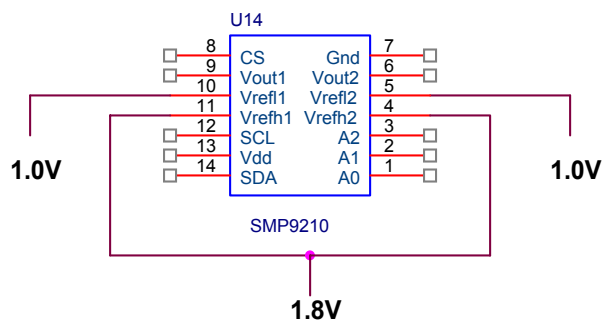 U14
8 CS Gnd 7
9 Vout1 Vout2 6
10 Vrefl1 Vrefl2 5
11 Vrefh1 Vrefh2 4
12 SCL A2 3
13 Vdd A1 2
14 SDA A0 1
1.0V 1.0V
SMP9210
1.8V